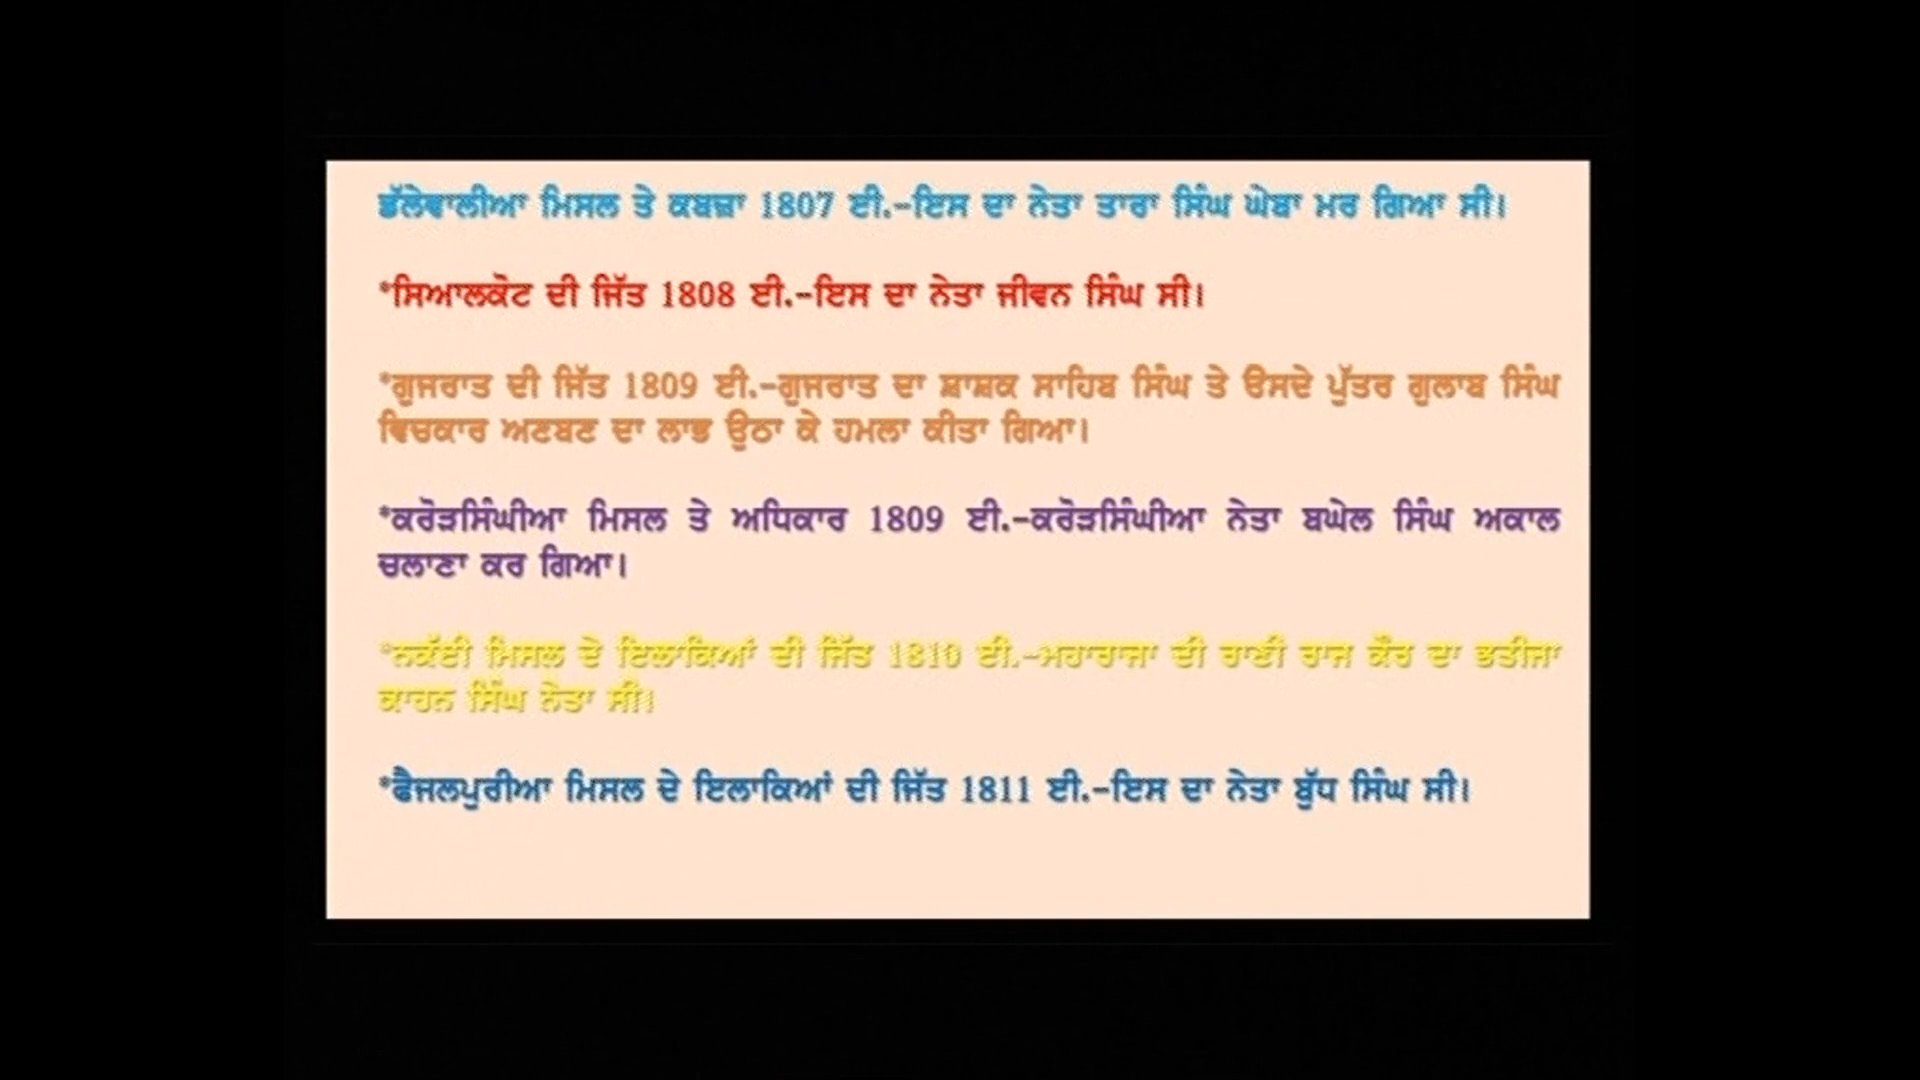 ਡੱਲੇਵਾਲੀਆ ਮਿਸਲ ਤੇ ਕਬਜ਼ਾ 1807 ਈ.-ਇਸ ਦਾ ਨੇਤਾ ਤਾਰਾ ਸਿੰਘ ਘੇਬਾ ਮਰ ਗਿਆ ਸੀ।
*ਸਿਆਲਕੋਟ ਦੀ ਜਿੱਤ 1808 ਈ.-ਇਸ ਦਾ ਨੇਤਾ ਜੀਵਨ ਸਿੰਘ ਸੀ।
*ਗੁਜਰਾਤ ਦੀ ਜਿੱਤ 1809 ਈ.-ਗੁਜਰਾਤ ਦਾ ਸ਼ਾਸ਼ਕ ਸਾਹਿਬ ਸਿੰਘ ਤੇ ਉਸਦੇ ਪੁੱਤਰ ਗੁਲਾਬ ਸਿੰਘ
ਵਿਚਕਾਰ ਅਣਬਣ ਦਾ ਲਾਭ ਉਠਾ ਕੇ ਹਮਲਾ ਕੀਤਾ ਗਿਆ।
*ਕਰੋੜਸਿੰਘੀਆ ਮਿਸਲ ਤੇ ਅਧਿਕਾਰ 1809 ਈ.-ਕਰੋੜਸਿੰਘੀਆ ਨੇਤਾ ਬਘੇਲ ਸਿੰਘ ਅਕਾਲ
ਚਲਾਣਾ ਕਰ ਗਿਆ।
*ਨਕੱਈ ਮਿਸਲ ਦੇ ਇਲਾਕਿਆਂ ਦੀ ਜਿੱਤ 1810 ਈ.-ਮਹਾਰਾਜਾ ਦੀ ਰਾਣੀ ਰਾਜ ਕੌਰ ਦਾ ਭਤੀਜਾ
ਕਾਹਨ ਸਿੰਘ ਨੇਤਾ ਸੀ।
*ਫੈਜਲਪੁਰੀਆ ਮਿਸਲ ਦੇ ਇਲਾਕਿਆਂ ਦੀ ਜਿੱਤ 1811 ਈ.-ਇਸ ਦਾ ਨੇਤਾ ਬੁੱਧ ਸਿੰਘ ਸੀ।